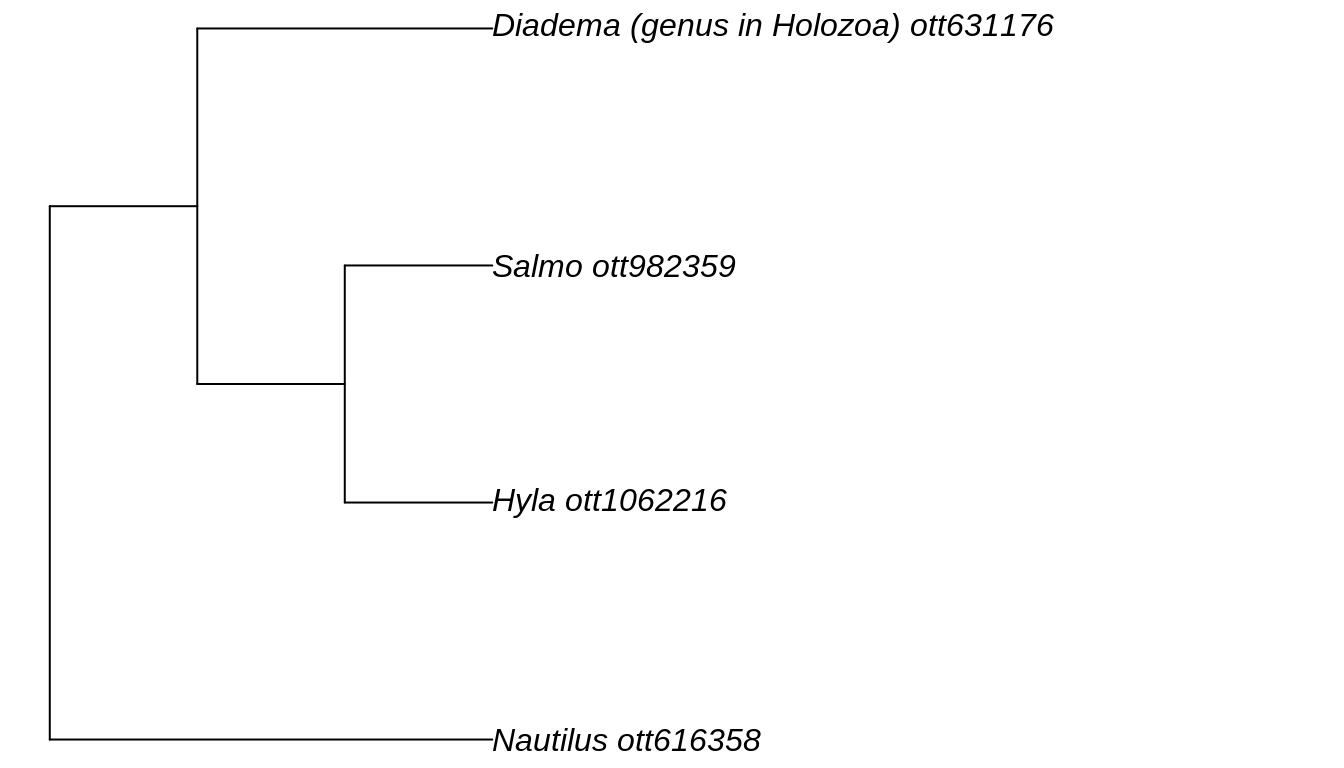 Diadema (genus in Holozoa) ott631176
Salmo ott982359
Hyla ott1062216
Nautilus ott616358